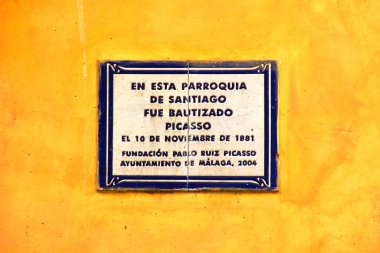 EN ESTA PARROQUIA
DE SANTIAGO
FUE BAUTIZADO
PICASSO
EL 10 DE NOVIEMBRE DE 1881
FUNDACIÓN PABLO RUIZ PICASSO
AYUNTAMIENTO DE MÁLAGA, 2004